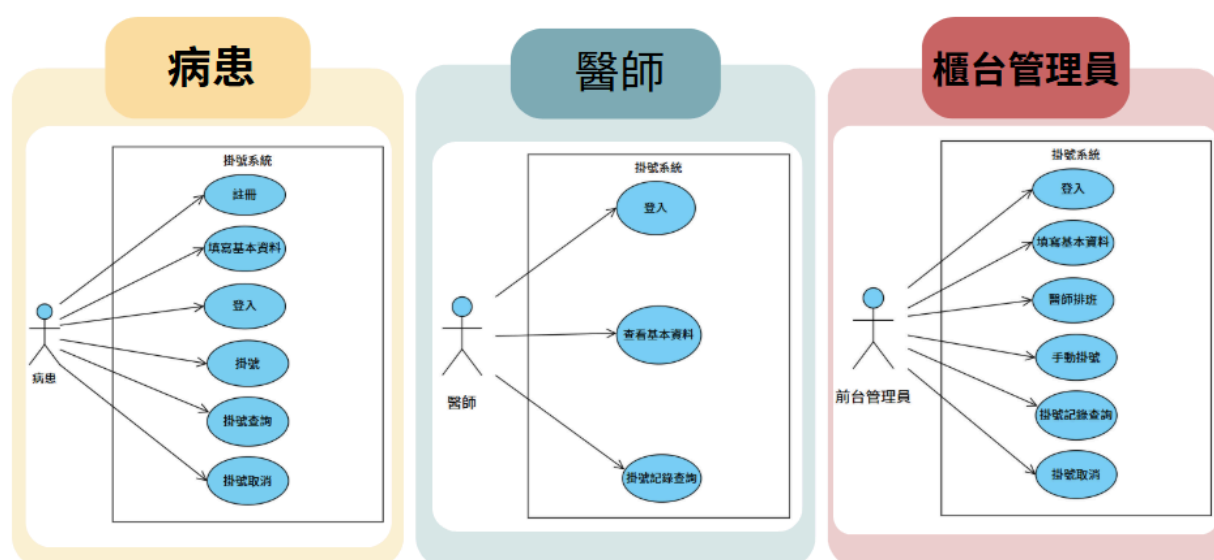 病患
掛號系統
註冊
填寫基本資料
登入
掛號
掛號查詢
掛號取消
病患
醫師
掛號系統
登入
查看基本資料
掛號記錄查詢
醫師
櫃台管理員
掛號系統
登入
填寫基本資料
醫師排班
手動掛號
掛號記錄查詢
掛號取消
前台管理員